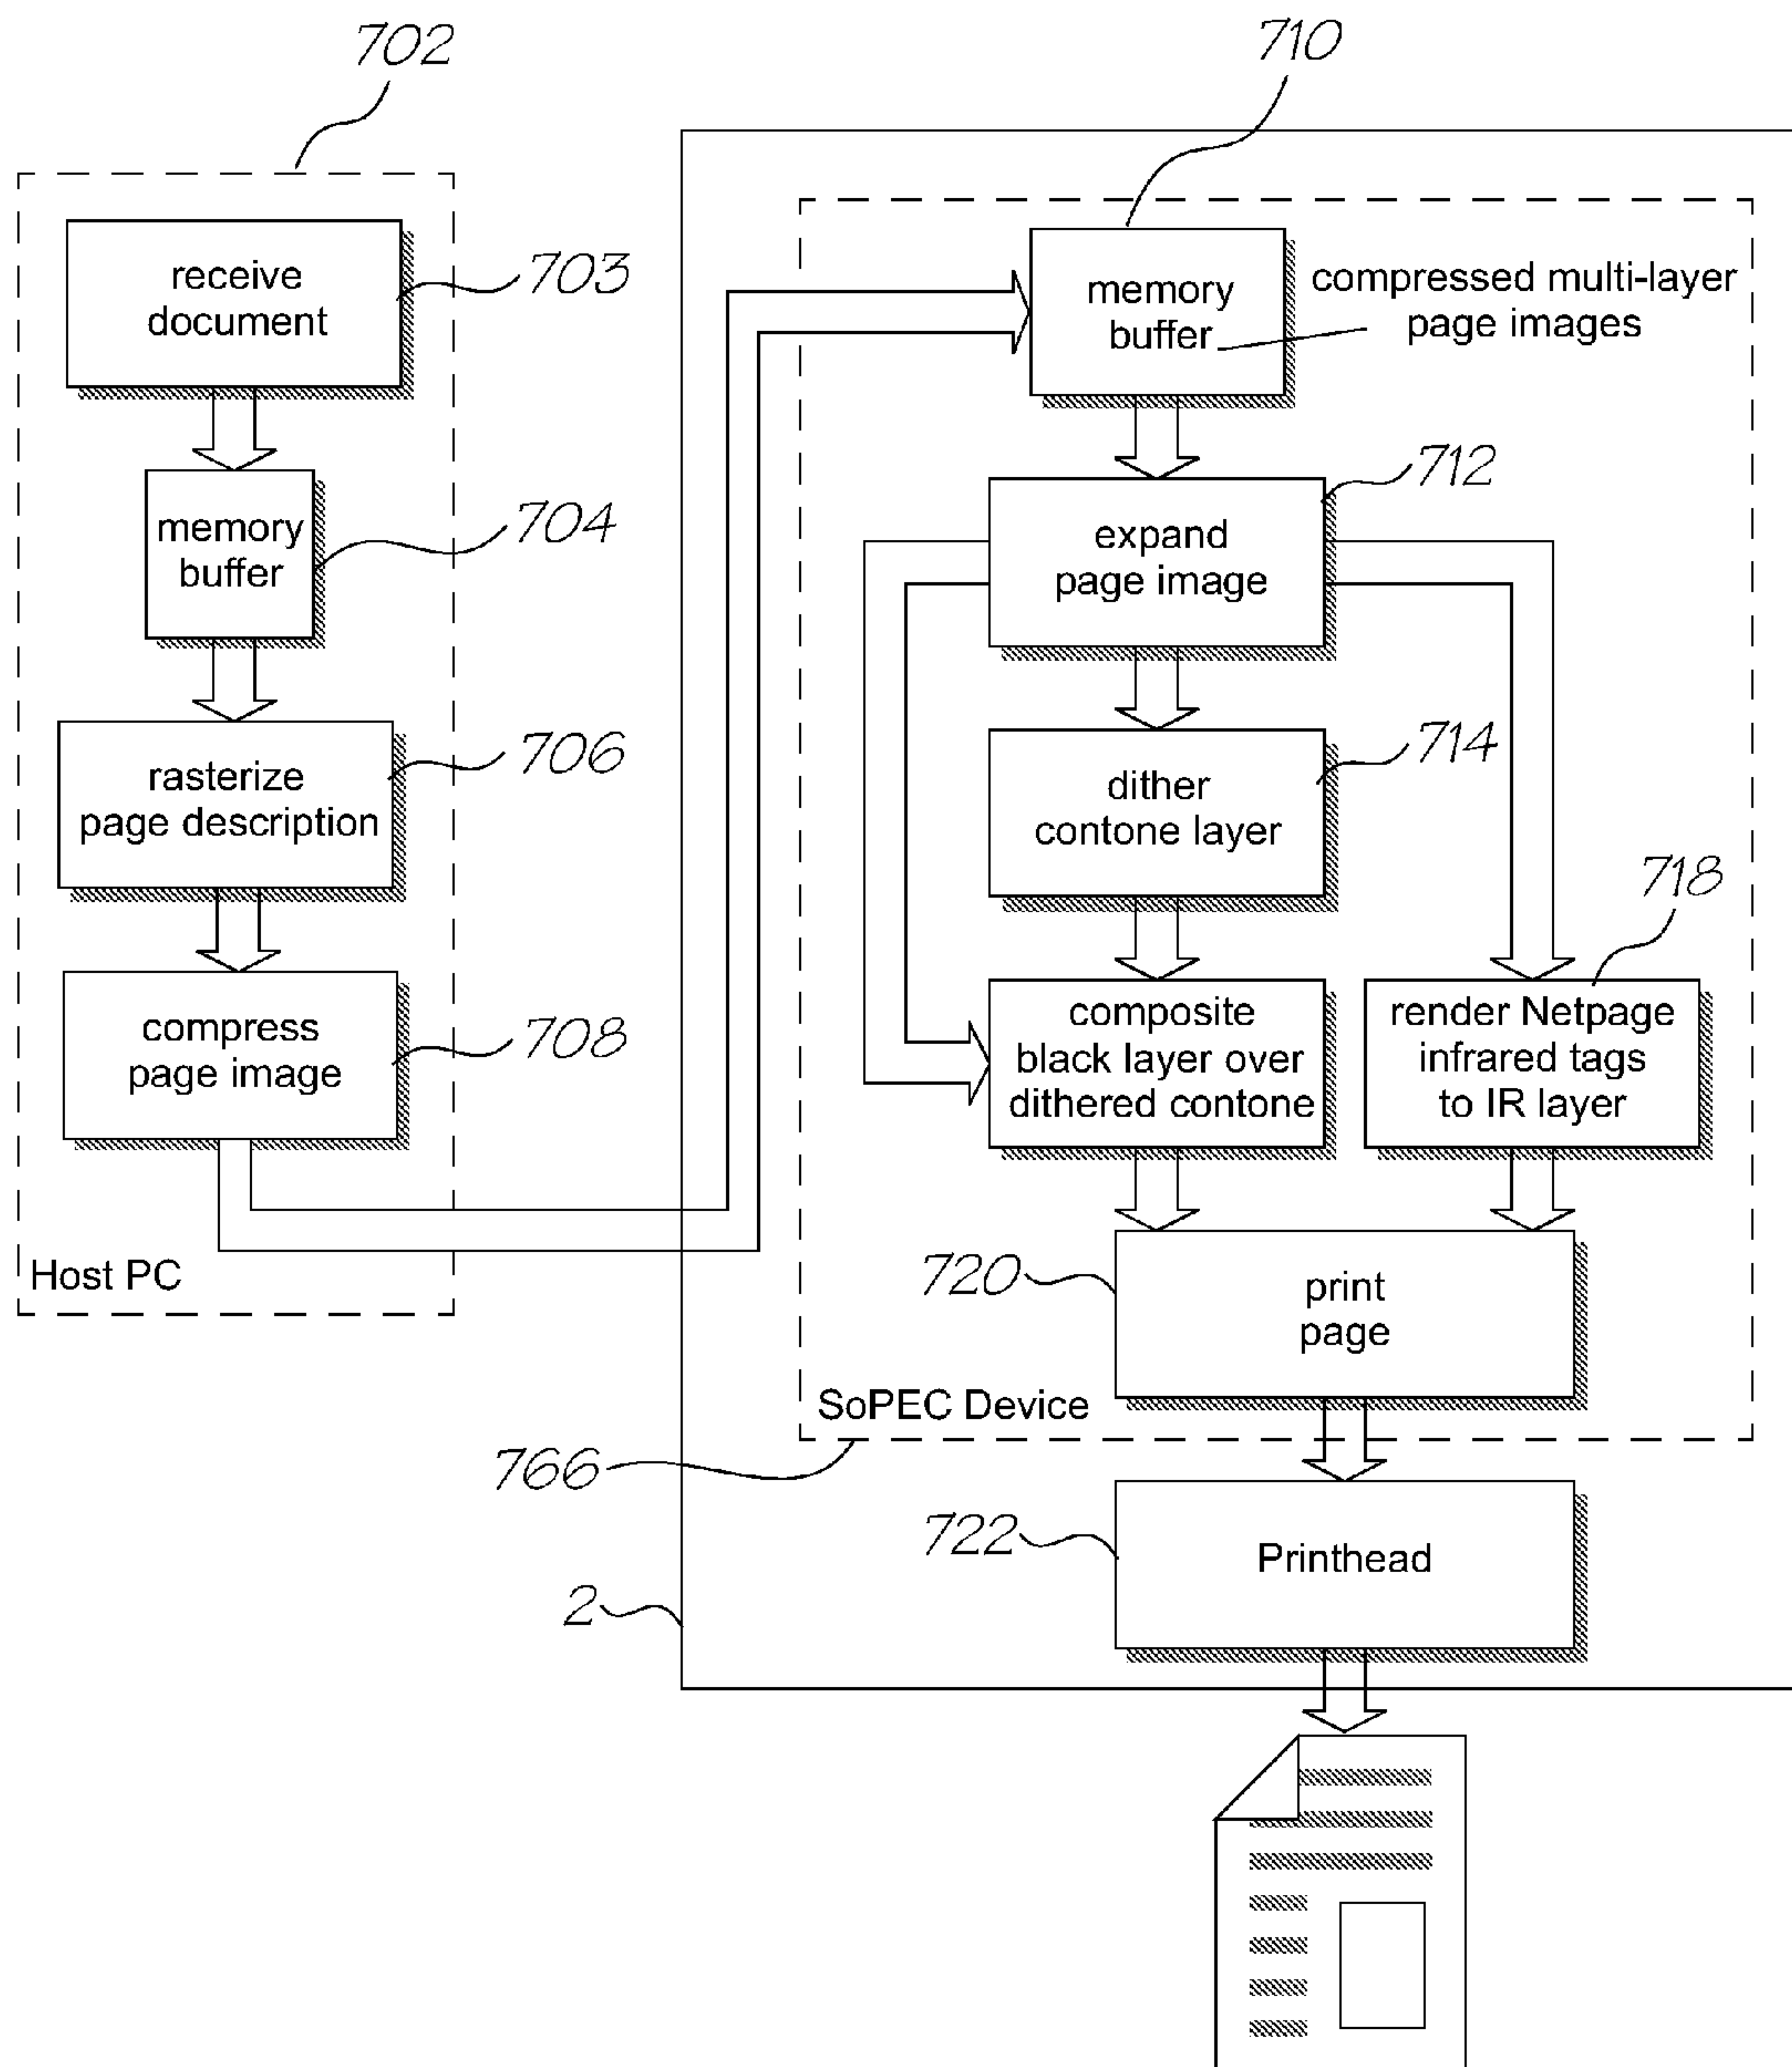 702
710
receive
document
703
memory
buffer
compressed multi-layer
page images
memory
buffer
704
expand
page image
712
rasterize
page description
706
dither
contone layer
714
718
compress
page image
708
composite
black layer over
dithered contone
render Netpage
infrared tags
to IR layer
Host PC
720
print
page
SoPEC Device
766
722
Printhead
2